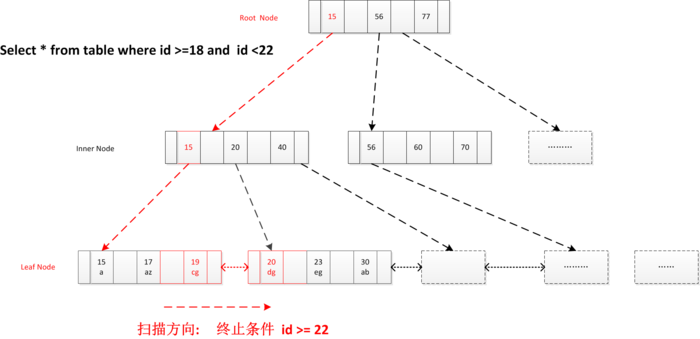 Root Node
15 56 77
Select * from table where id >=18 and id <22
Inner Node
15 20 40
56 60 70
………
Leaf Node
15 17 19
a az cg
20 23 30
dg eg ab
………
……
扫描方向: 终止条件 id >= 22